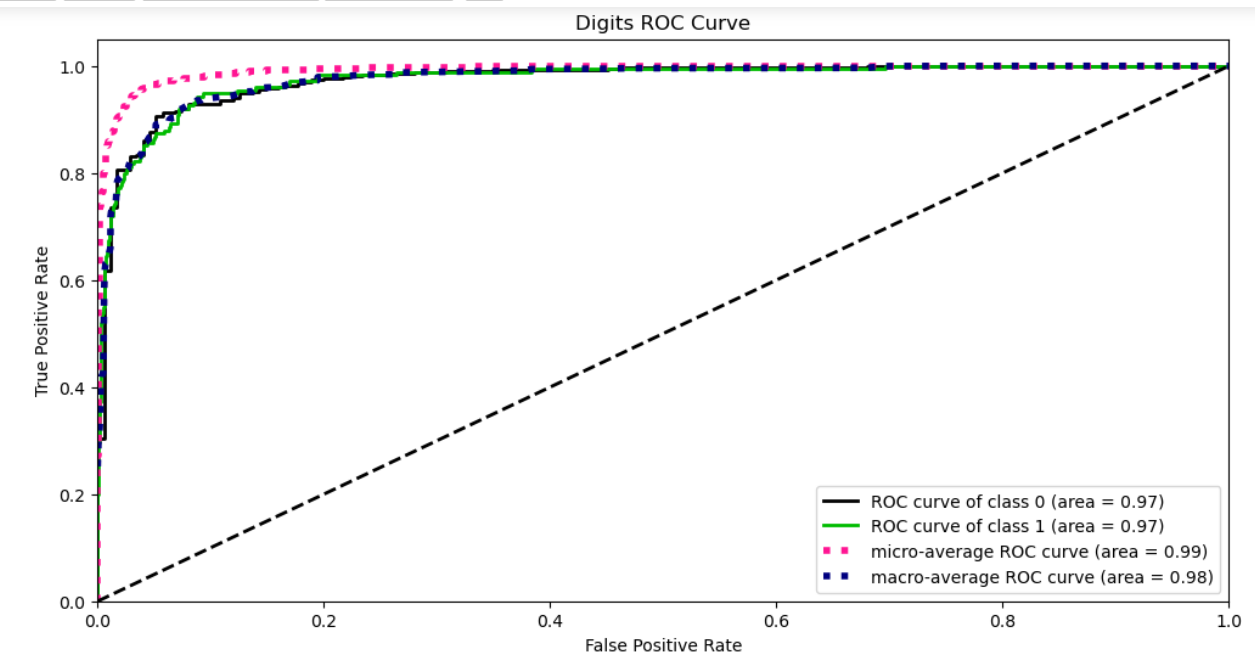 Digits ROC Curve
1.0
0.8
0.6
0.4
0.2
0.0
True Positive Rate
0.0 0.2 0.4 0.6 0.8 1.0
False Positive Rate
ROC curve of class 0 (area = 0.97)
ROC curve of class 1 (area = 0.97)
micro-average ROC curve (area = 0.99)
macro-average ROC curve (area = 0.98)